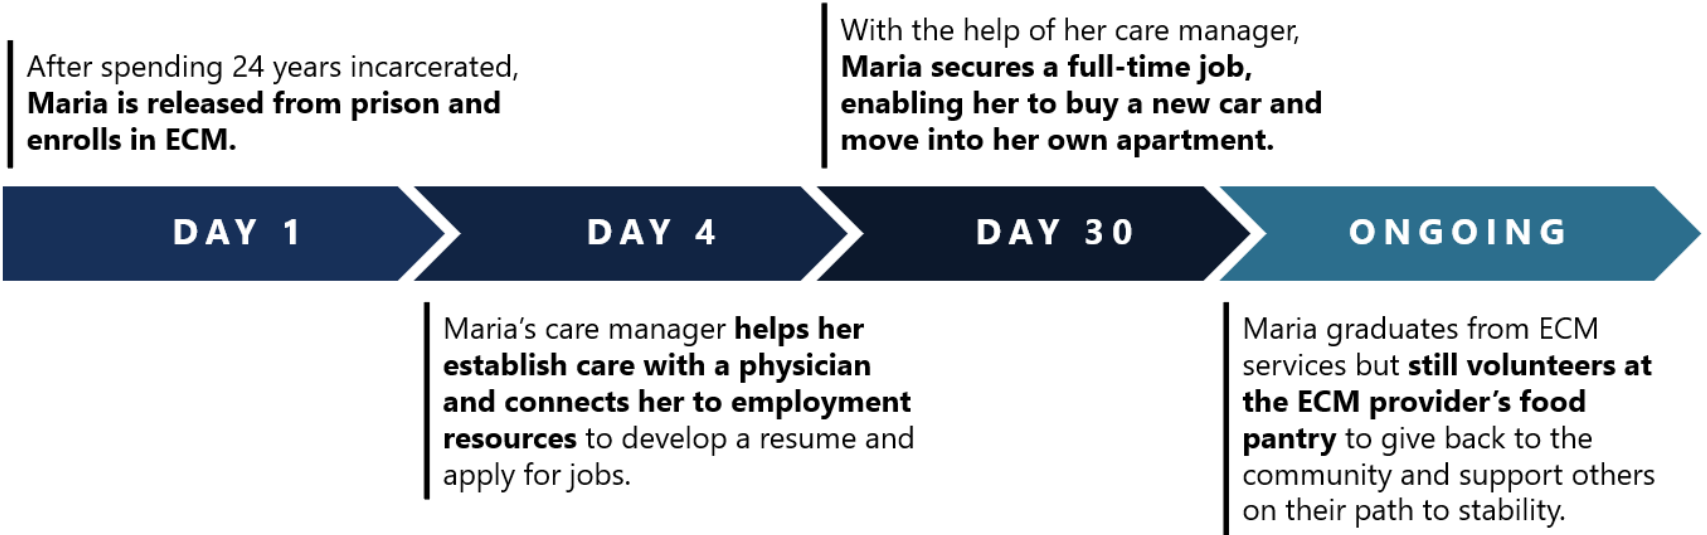 After spending 24 years incarcerated,
Maria is released from prison and
enrolls in ECM.
With the help of her care manager,
Maria secures a full-time job,
enabling her to buy a new car and
move into her own apartment.
DAY 1
DAY 4
DAY 30
ONGOING
Maria’s care manager helps her
establish care with a physician
and connects her to employment
resources to develop a resume and
apply for jobs.
Maria graduates from ECM
services but still volunteers at
the ECM provider’s food
pantry to give back to the
community and support others
on their path to stability.